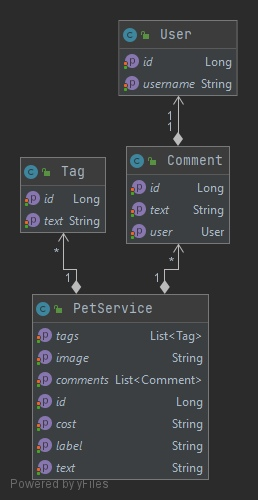 User
id Long
username String
1
1
Tag
id Long
text String
Comment
id Long
text String
user User
* *
1 1
PetService
tags List<Tag>
image String
comments List<Comment>
id Long
cost String
label String
text String
Powered by yFiles